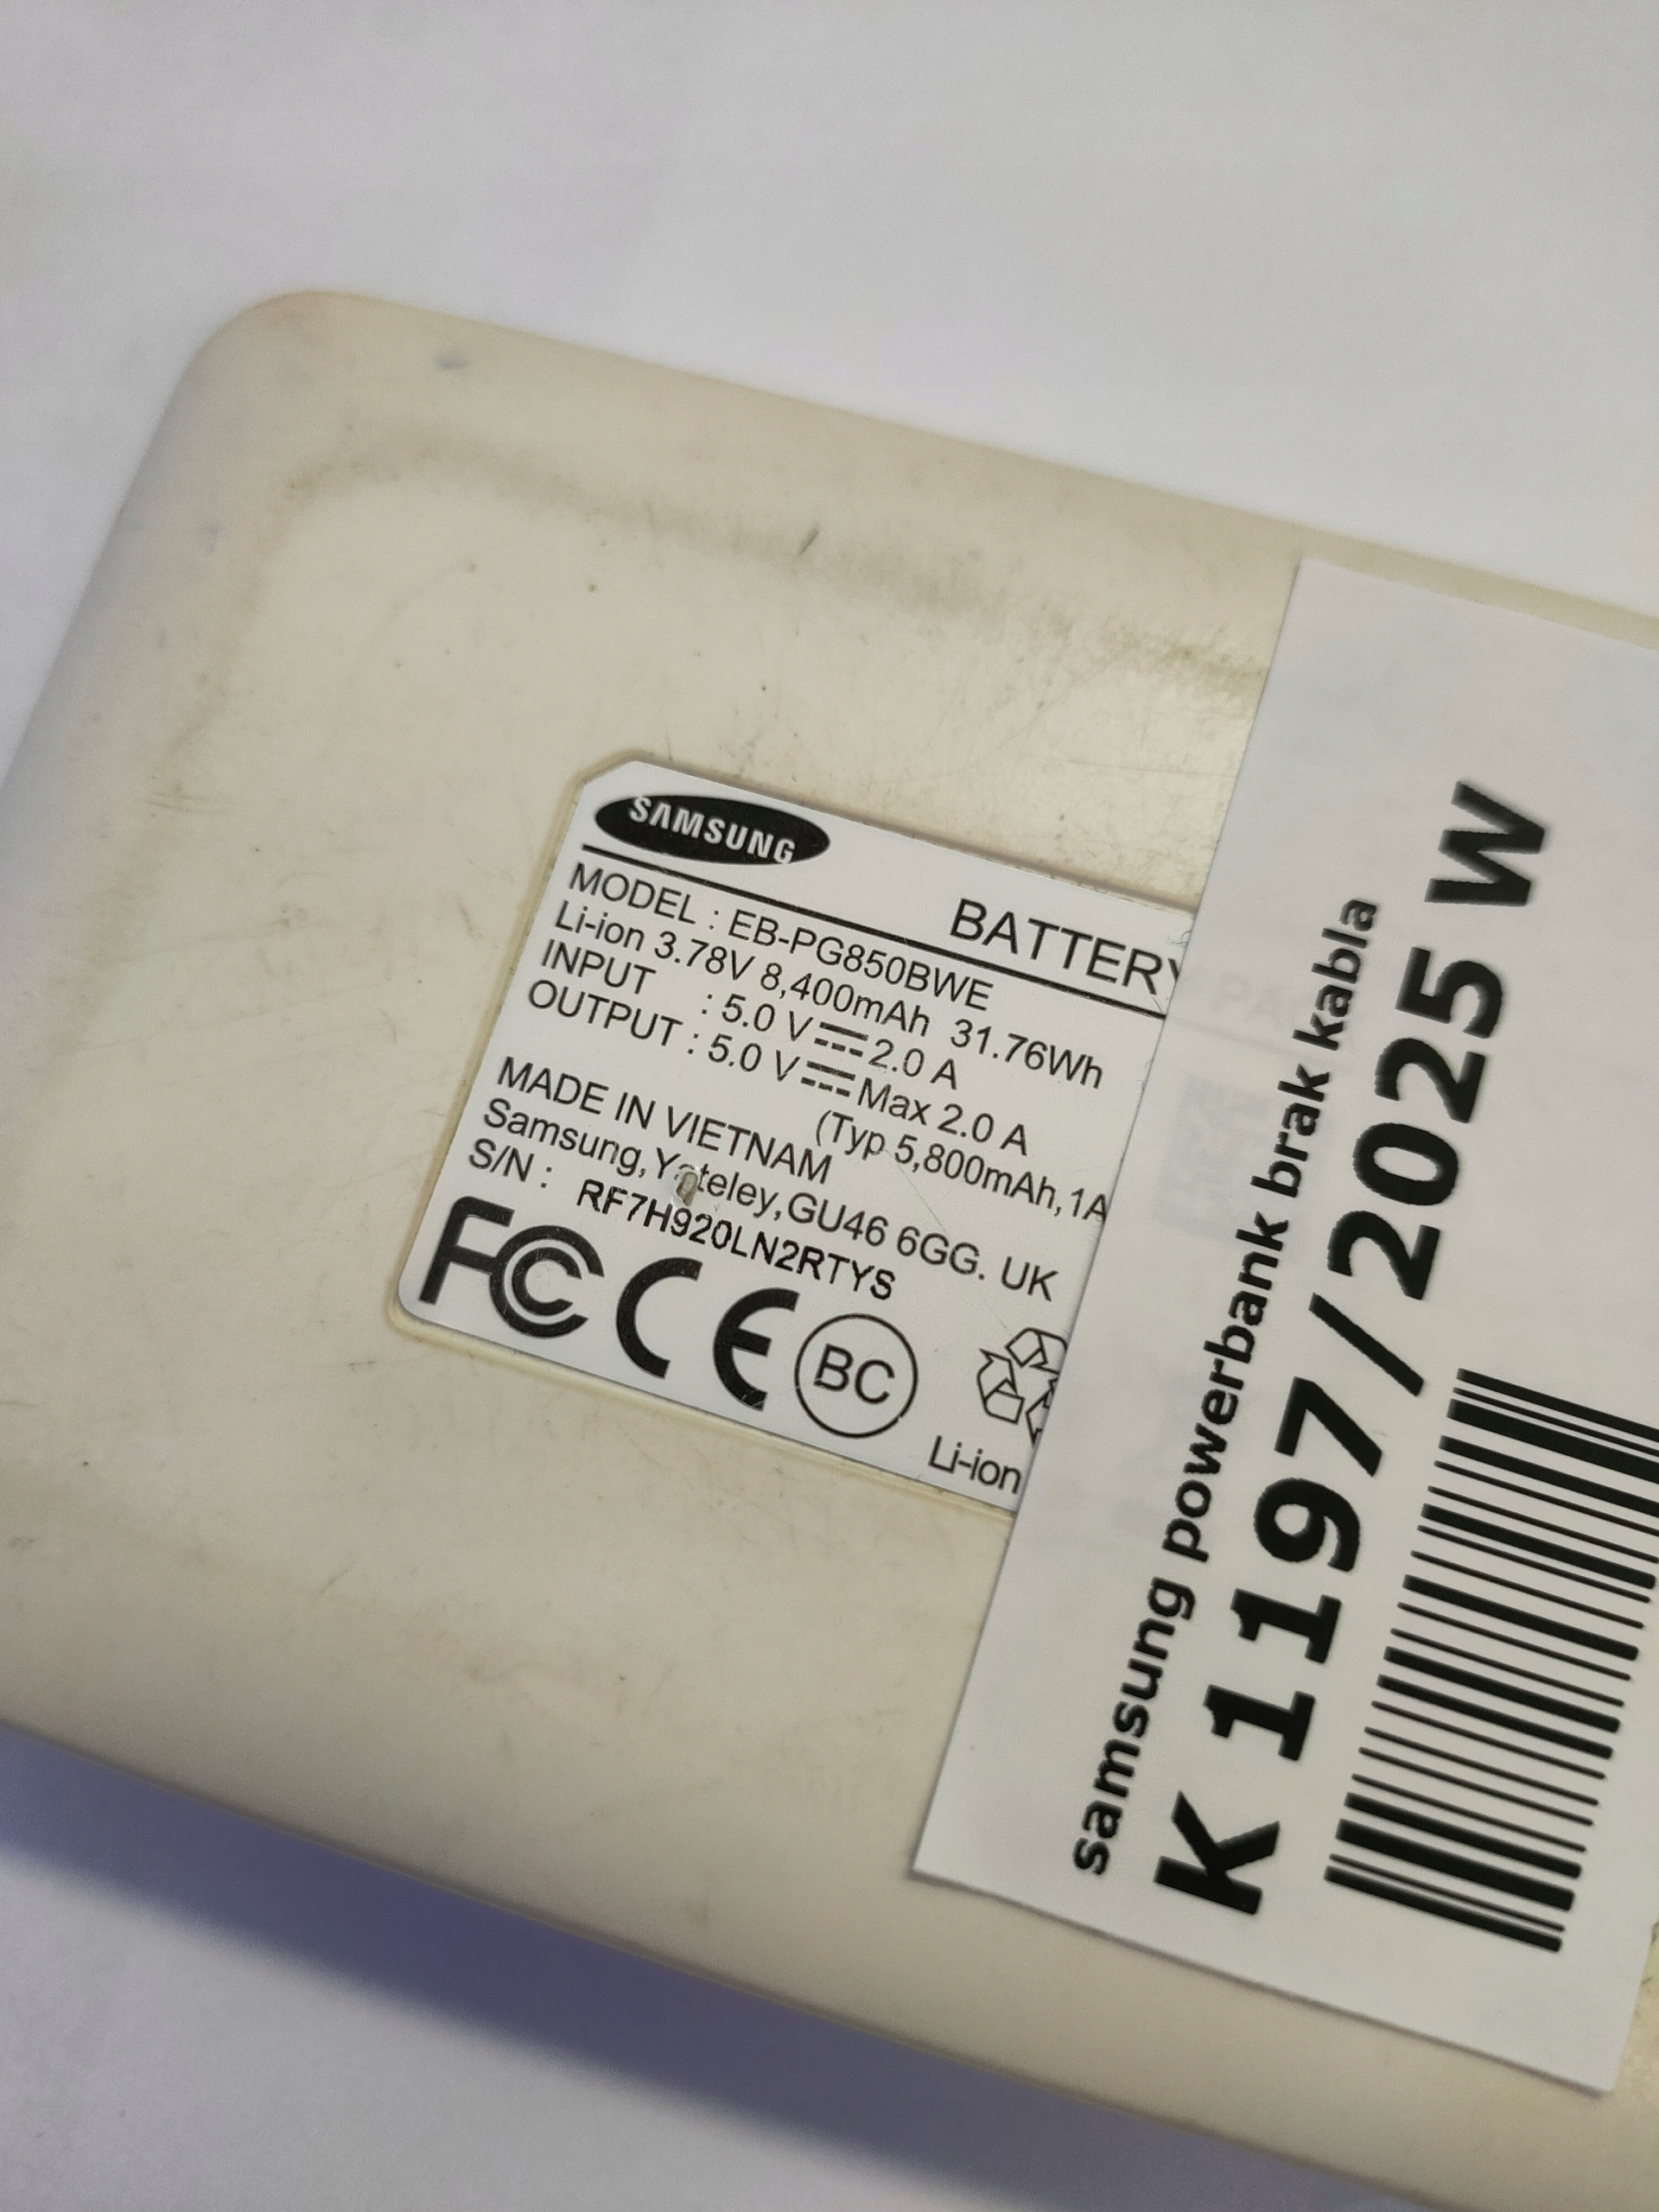 SAMSUNG
BATTERY PA
MODEL : EB-PG850BWE
Li-ion 3.78V 8,400mAh 31.76Wh
INPUT : 5.0 V⎓2.0 A
OUTPUT : 5.0 V⎓Max 2.0 A
(Typ 5,800mAh,1A
MADE IN VIETNAM
Samsung,Yateley,GU46 6GG. UK
S/N : RF7H920LN2RTYS
FC CE BC
Li-ion
samsung powerbank brak kabla
K 1197/2025 W